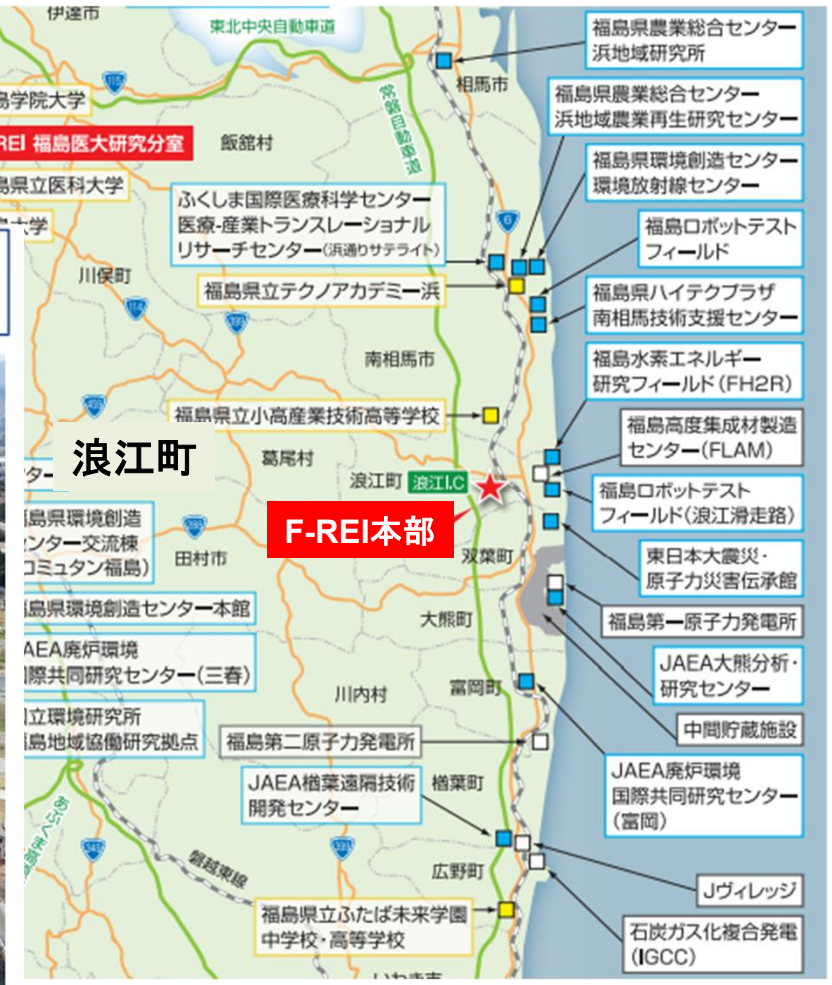 伊達市
東北中央自動車道
福島県農業総合センター
浜地域研究所
115
相馬市
常磐自動車道
島学院大学
福島県農業総合センター
浜地域農業再生研究センター
REI 福島医大研究分室
飯舘村
福島県環境創造センター
環境放射線センター
島県立医科大学
ふくしま国際医療科学センター
医療-産業トランスレーショナル
リサーチセンター(浜通りサテライト)
6
福島ロボットテスト
フィールド
島大学
川俣町
福島県立テクノアカデミー浜
福島県ハイテクプラザ
南相馬技術支援センター
114
399
南相馬市
福島水素エネルギー
研究フィールド(FH2R)
福島県立小高産業技術高等学校
福島高度集成材製造
センター(FLAM)
浪江町
葛尾村
浪江町
浪江I.C
ター
福島ロボットテスト
フィールド(浪江滑走路)
F-REI本部
島県環境創造
ンター交流棟
コミュタン福島)
288
田村市
双葉町
東日本大震災・
原子力災害伝承館
島県環境創造センター本館
大熊町
福島第一原子力発電所
AEA廃炉環境
国際共同研究センター(三春)
JAEA大熊分析・
研究センター
川内村
富岡町
国立環境研究所
島地域協働研究拠点
福島第二原子力発電所
中間貯蔵施設
JAEA楢葉遠隔技術
開発センター
楢葉町
JAEA廃炉環境
国際共同研究センター
(富岡)
あぶくま高原
349
399
磐越東線
広野町
Jヴィレッジ
福島県立ふたば未来学園
中学校・高等学校
石炭ガス化複合発電
(IGCC)
いわき市